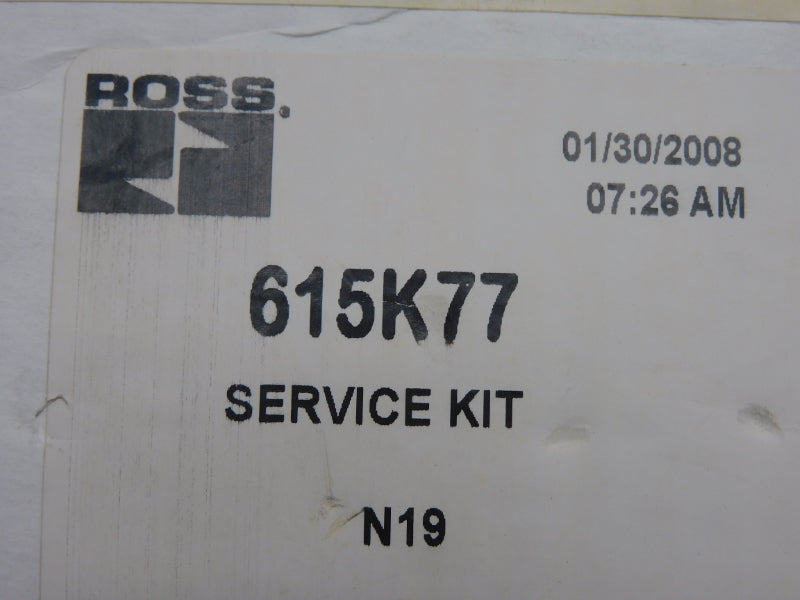 ROSS.
01/30/2008
07:26 AM
615K77
SERVICE KIT
N19